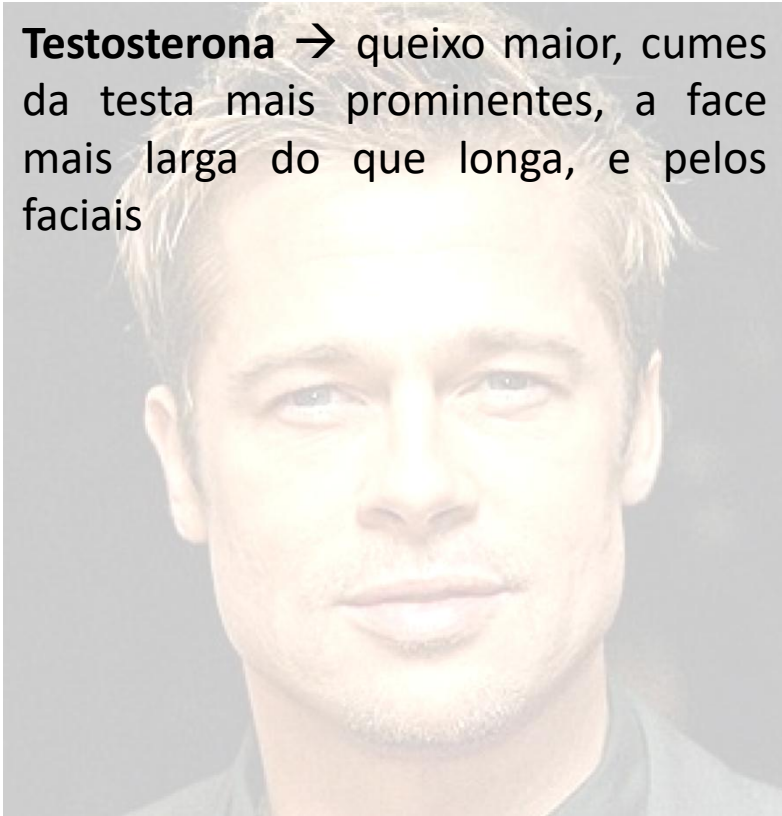 Testosterona → queixo maior, cumes
da testa mais prominentes, a face
mais larga do que longa, e pelos
faciais